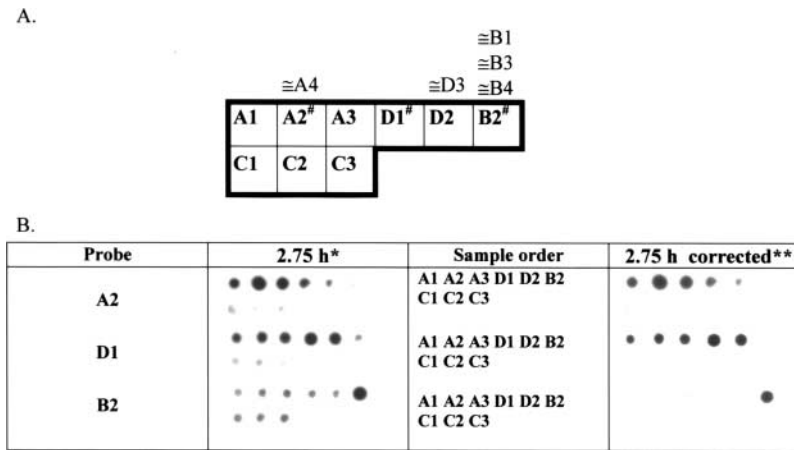 A.
≅B1
≅B3
≅A4 ≅D3 ≅B4
A1 A2# A3 D1# D2 B2#
C1 C2 C3
B.
Probe 2.75 h* Sample order 2.75 h corrected**
A2
A1 A2 A3 D1 D2 B2
C1 C2 C3
D1
A1 A2 A3 D1 D2 B2
C1 C2 C3
B2
A1 A2 A3 D1 D2 B2
C1 C2 C3